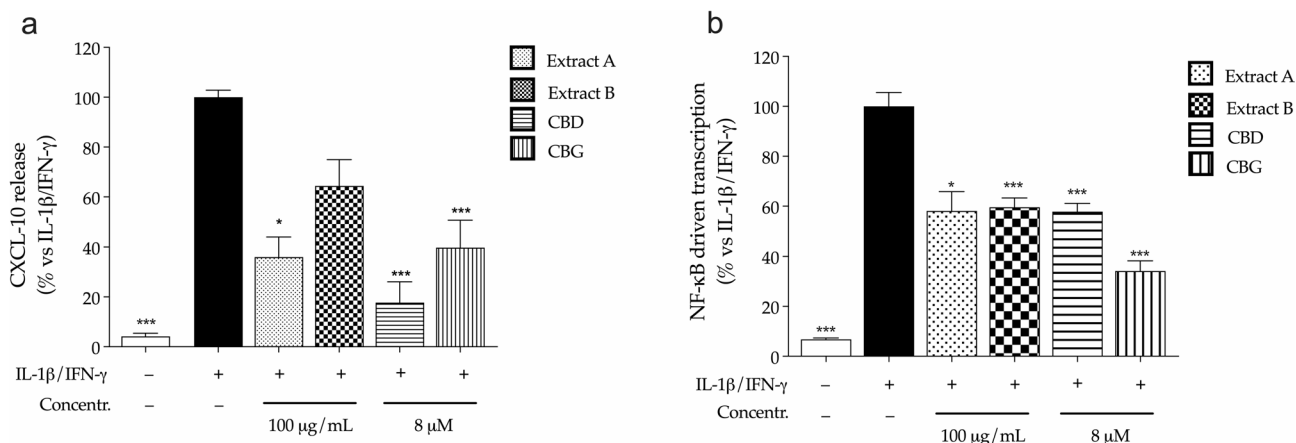 a
CXCL-10 release
(% vs IL-1β/IFN-γ)
120
100
80
60
40
20
0
***
*
***
***
Extract A
Extract B
CBD
CBG
IL-1β/IFN-γ – + + + + +
Concentr. – –
100 μg/mL 8 μM
b
NF-κB driven transcription
(% vs IL-1β/IFN-γ)
120
100
80
60
40
20
0
***
*
***
***
***
Extract A
Extract B
CBD
CBG
IL-1β/IFN-γ – + + + + +
Concentr. – –
100 μg/mL 8 μM